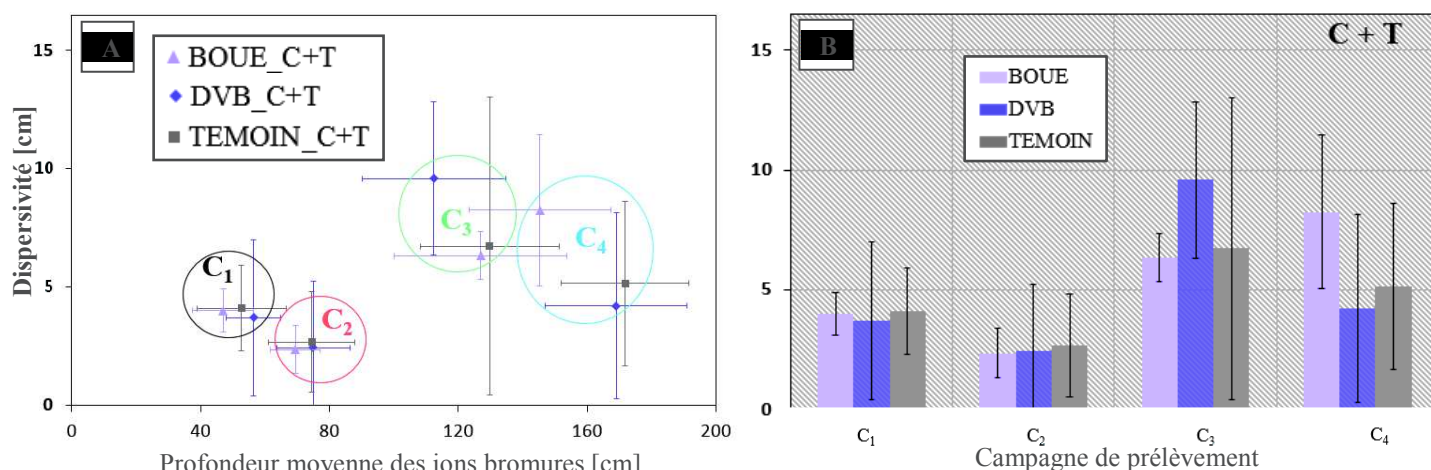 A
BOUE_C+T
DVB_C+T
TEMOIN_C+T
Dispersivité [cm]
15
10
5
0
C1
C2
C3
C4
0 40 80 120 160 200
Profondeur moyenne des ions bromures [cm]
B
C + T
BOUE
DVB
TEMOIN
15
10
5
0
C1 C2 C3 C4
Campagne de prélèvement